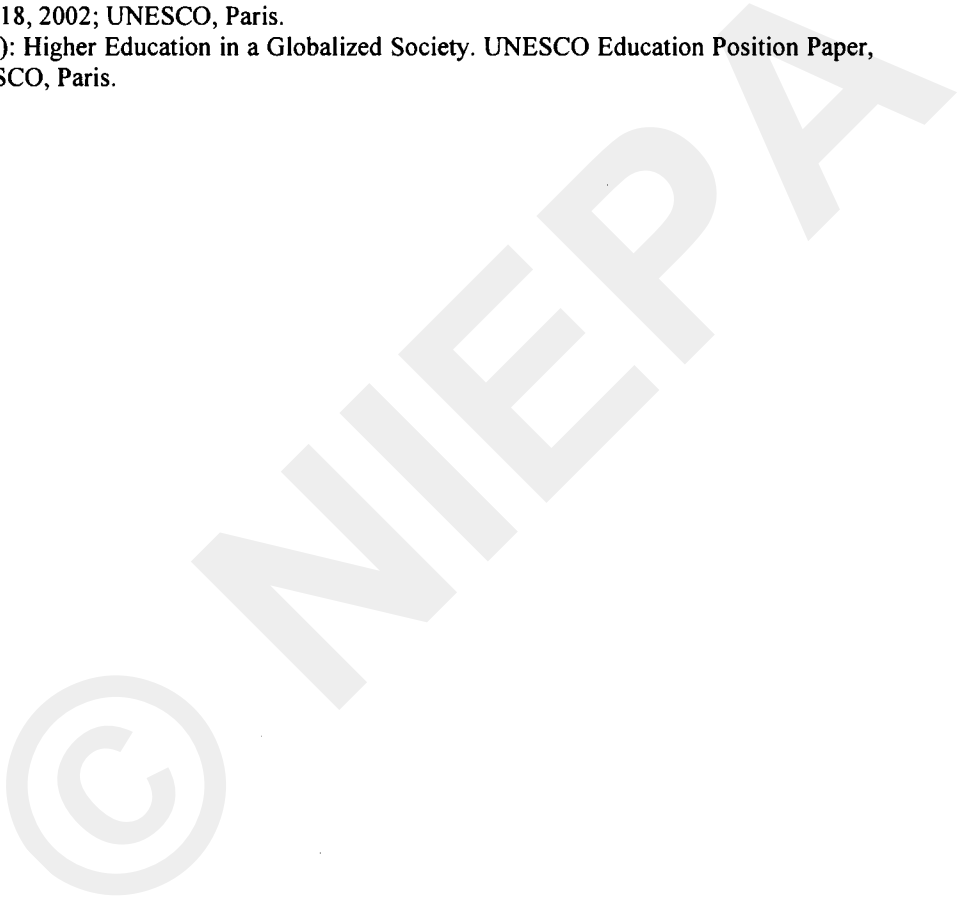 18, 2002; UNESCO, Paris.
): Higher Education in a Globalized Society. UNESCO Education Position Paper,
SCO, Paris.
© NIEPA